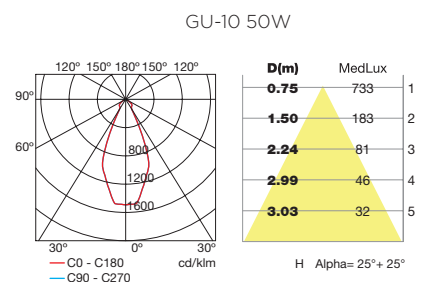 GU-10 50W
120º 150º 180º 150º 120º
90º
60º
800
1200
1600
30º 0º 30º
C0 - C180 cd/klm
C90 - C270
D(m) MedLux
0.75 733 1
1.50 183 2
2.24 81 3
2.99 46 4
3.03 32 5
H Alpha= 25°+ 25°